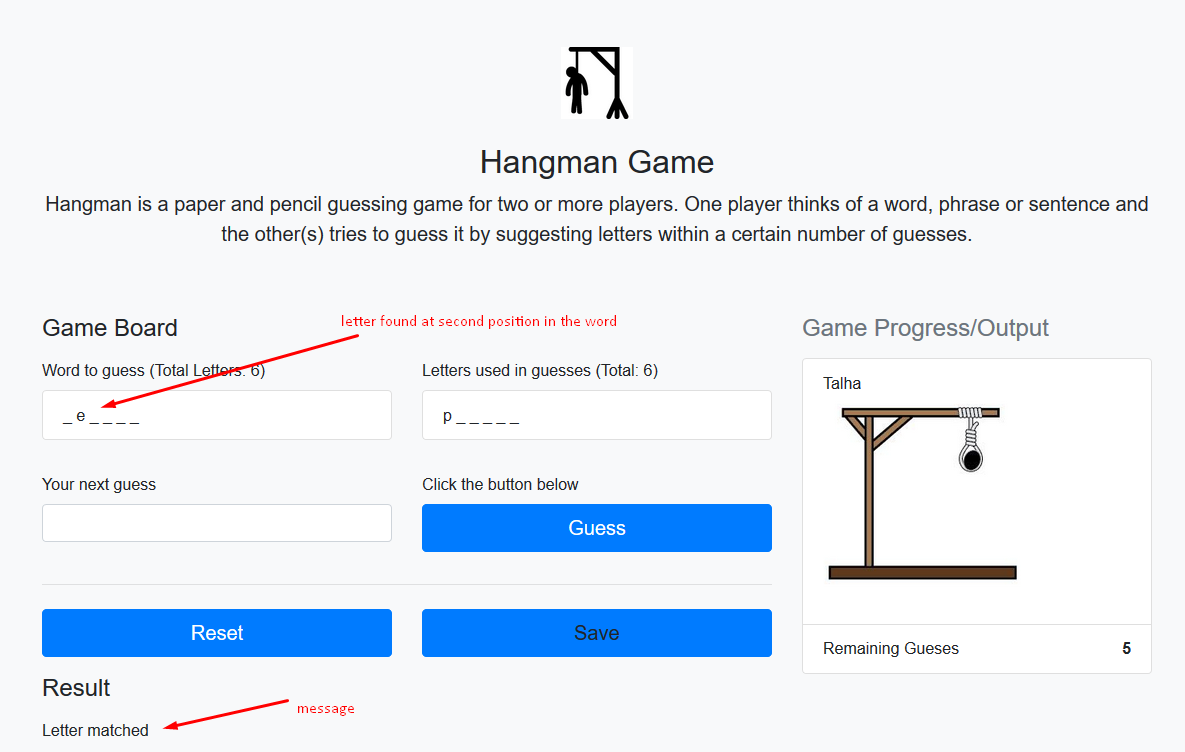 Hangman Game
Hangman is a paper and pencil guessing game for two or more players. One player thinks of a word, phrase or sentence and
the other(s) tries to guess it by suggesting letters within a certain number of guesses.
Game Board
letter found at second position in the word
Game Progress/Output
Word to guess (Total Letters: 6)
Letters used in guesses (Total: 6)
Talha
_ e _ _ _ _
p _ _ _ _ _
Your next guess
Click the button below
Guess
Reset
Save
Remaining Gueses
5
Result
message
Letter matched